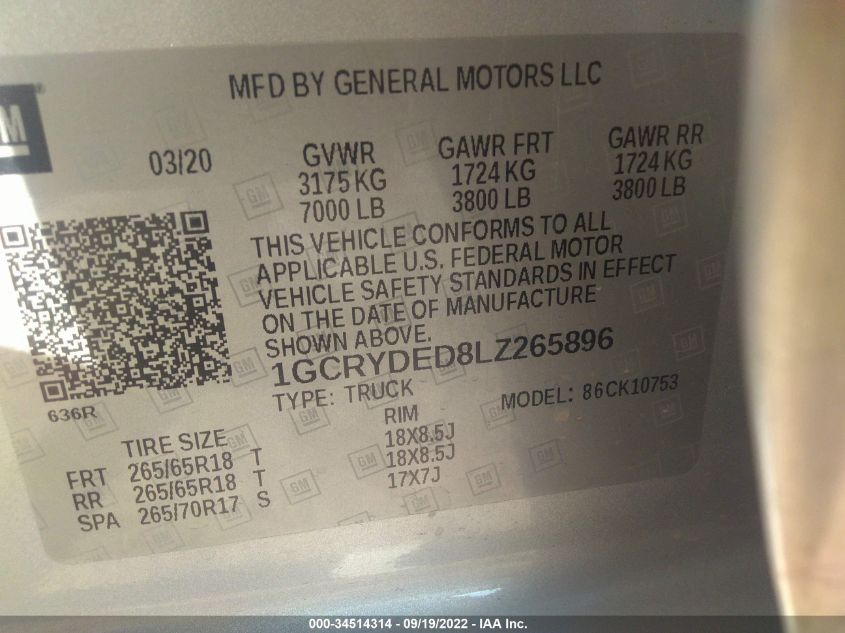 MFD BY GENERAL MOTORS LLC
GM ®
03/20
GVWR GAWR FRT GAWR RR
3175 KG 1724 KG 1724 KG
7000 LB 3800 LB 3800 LB
THIS VEHICLE CONFORMS TO ALL
APPLICABLE U.S. FEDERAL MOTOR
VEHICLE SAFETY STANDARDS IN EFFECT
ON THE DATE OF MANUFACTURE
SHOWN ABOVE.
1GCRYDED8LZ265896
TYPE: TRUCK MODEL: 86CK10753
636R
TIRE SIZE RIM
FRT 265/65R18 T 18X8.5J
RR 265/65R18 T 18X8.5J
SPA 265/70R17 S 17X7J
000-34514314 - 09/19/2022 - IAA Inc.